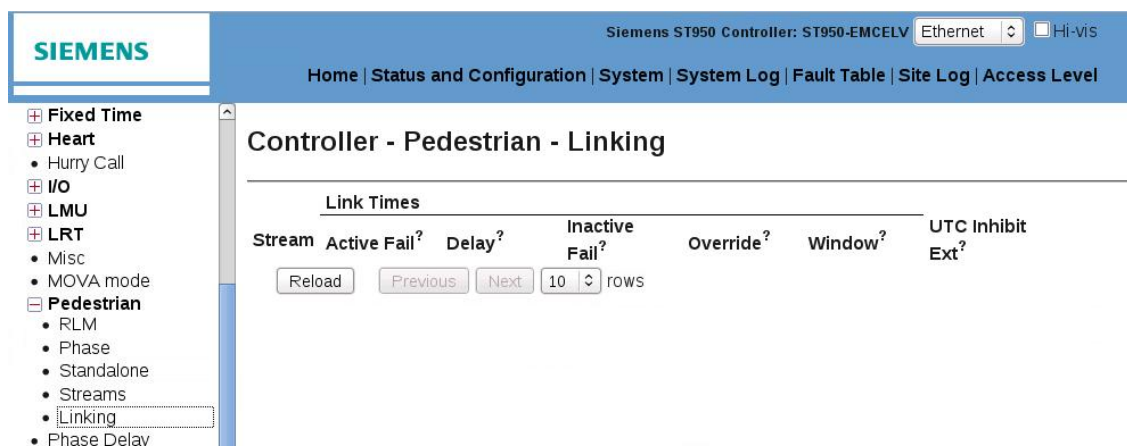 SIEMENS
Siemens ST950 Controller: ST950-EMCELV Ethernet Hi-vis
Home | Status and Configuration | System | System Log | Fault Table | Site Log | Access Level
Fixed Time
Heart
Hurry Call
I/O
LMU
LRT
Misc
MOVA mode
Pedestrian
RLM
Phase
Standalone
Streams
Linking
Phase Delay
Controller - Pedestrian - Linking
Link Times
Stream Active Fail? Delay? Inactive Fail? Override? Window? UTC Inhibit Ext?
Reload Previous Next 10 rows